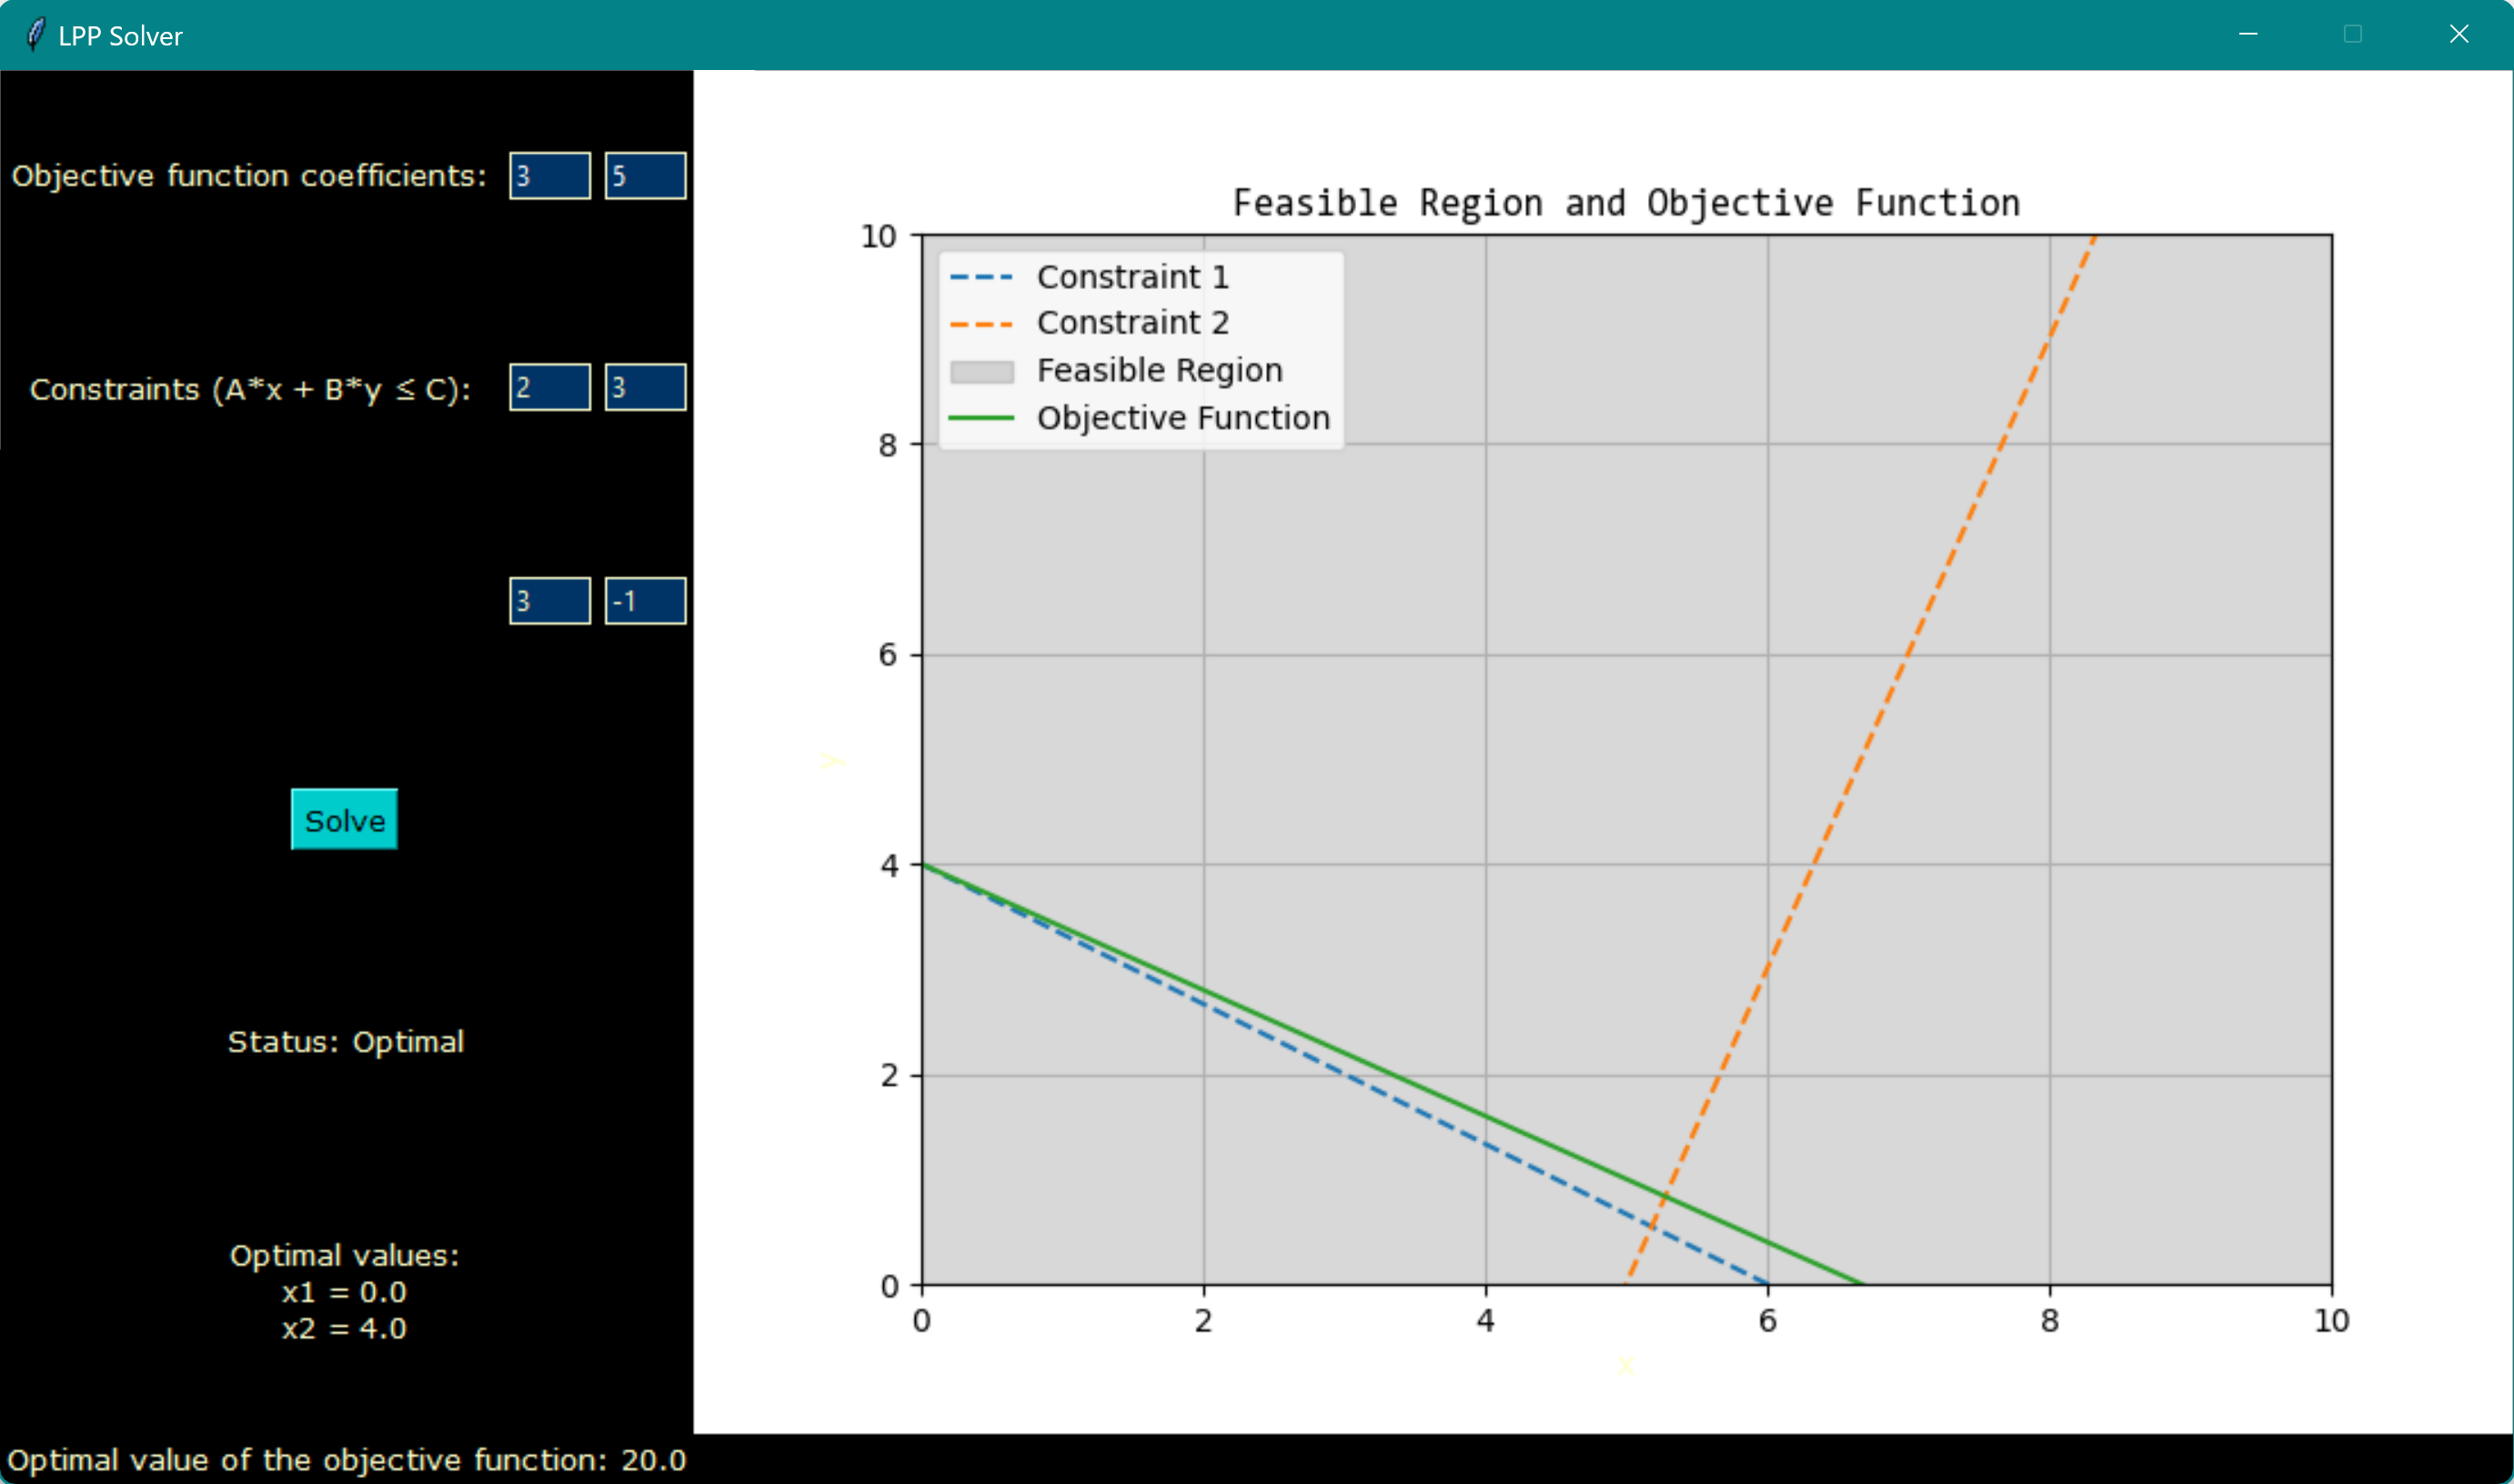 LPP Solver
Objective function coefficients: 3 5
Constraints (A*x + B*y ≤ C): 2 3
3 -1
Solve
Status: Optimal
Optimal values:
x1 = 0.0
x2 = 4.0
Optimal value of the objective function: 20.0
Feasible Region and Objective Function
Constraint 1
Constraint 2
Feasible Region
Objective Function
10
8
6
4
2
0
y
0 2 4 6 8 10
x